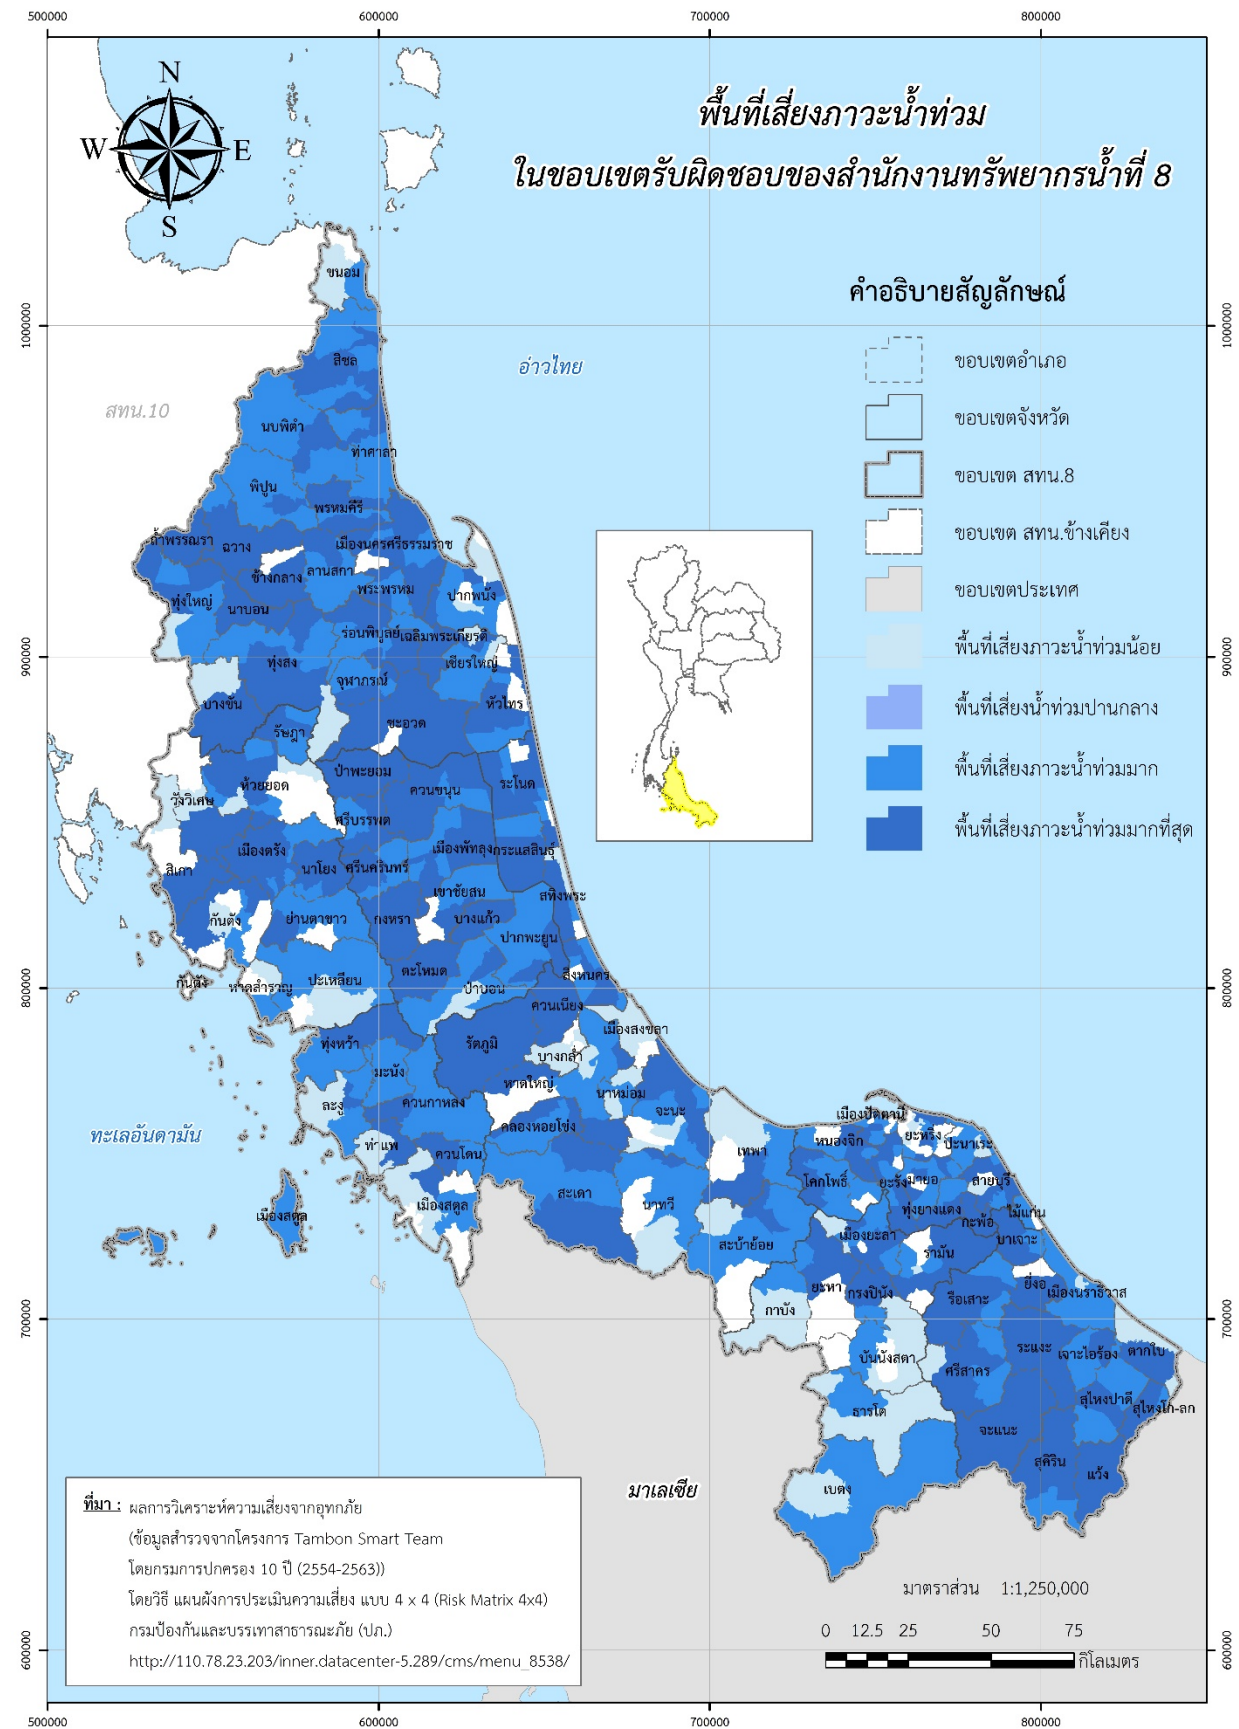 500000
600000
700000
800000
N
W
E
S
พื้นที่เสี่ยงภาวะน้ำท่วม
ในขอบเขตรับผิดชอบของสำนักงานทรัพยากรน้ำที่ 8
คำอธิบายสัญลักษณ์
ขอบเขตอำเภอ
ขอบเขตจังหวัด
ขอบเขต สทน.8
ขอบเขต สทน.ข้างเคียง
ขอบเขตประเทศ
พื้นที่เสี่ยงภาวะน้ำท่วมน้อย
พื้นที่เสี่ยงน้ำท่วมปานกลาง
พื้นที่เสี่ยงภาวะน้ำท่วมมาก
พื้นที่เสี่ยงภาวะน้ำท่วมมากที่สุด
1000000
1000000
900000
900000
800000
800000
700000
700000
600000
600000
อ่าวไทย
สทน.10
ทะเลอันดามัน
มาเลเซีย
ขนอม
สิชล
นบพิตำ
ท่าศาลา
พิปูน
พรหมคีรี
ถ้ำพรรณรา
ฉวาง
เมืองนครศรีธรรมราช
ช้างกลาง
ลานสกา
พระพรหม
ปากพนัง
ทุ่งใหญ่
นาบอน
ร่อนพิบูลย์
เฉลิมพระเกียรติ
ทุ่งสง
เชียรใหญ่
จุฬาภรณ์
บางขัน
หัวไทร
รัษฎา
ชะอวด
ป่าพะยอม
ห้วยยอด
ควนขนุน
ระโนด
วังวิเศษ
ศรีบรรพต
เมืองตรัง
เมืองพัทลุง
กระแสสินธุ์
สิเกา
นาโยง
ศรีนครินทร์
เขาชัยสน
สทิงพระ
กันตัง
ย่านตาขาว
กงหรา
บางแก้ว
ปากพะยูน
ตะโหมด
สิงหนคร
กันตัง
หาดสำราญ
ปะเหลียน
ป่าบอน
ควนเนียง
เมืองสงขลา
ทุ่งหว้า
รัตภูมิ
บางกล่ำ
มะนัง
หาดใหญ่
นาหม่อม
ละงู
ควนกาหลง
จะนะ
คลองหอยโข่ง
เมืองปัตตานี
ท่าแพ
ควนโดน
เทพา
หนองจิก
ยะหริ่ง
ปะนาเระ
โคกโพธิ์
ยะรัง
มายอ
สายบุรี
เมืองสตูล
เมืองสตูล
สะเดา
นาทวี
ทุ่งยางแดง
กะพ้อ
ไม้แก่น
สะบ้าย้อย
เมืองยะลา
รามัน
บาเจาะ
ยะหา
กรงปินัง
รือเสาะ
ยี่งอ
เมืองนราธิวาส
กาบัง
บันนังสตา
ศรีสาคร
ระแงะ
เจาะไอร้อง
ตากใบ
ธารโต
จะแนะ
สุไหงปาดี
สุไหงโก-ลก
เบตง
สุคิริน
แว้ง
ที่มา : ผลการวิเคราะห์ความเสี่ยงจากอุทกภัย
(ข้อมูลสำรวจจากโครงการ Tambon Smart Team
โดยกรมการปกครอง 10 ปี (2554-2563))
โดยวิธี แผนผังการประเมินความเสี่ยง แบบ 4 x 4 (Risk Matrix 4x4)
กรมป้องกันและบรรเทาสาธารณะภัย (ปภ.)
http://110.78.23.203/inner.datacenter-5.289/cms/menu_8538/
มาตราส่วน 1:1,250,000
0 12.5 25 50 75
กิโลเมตร
500000
600000
700000
800000